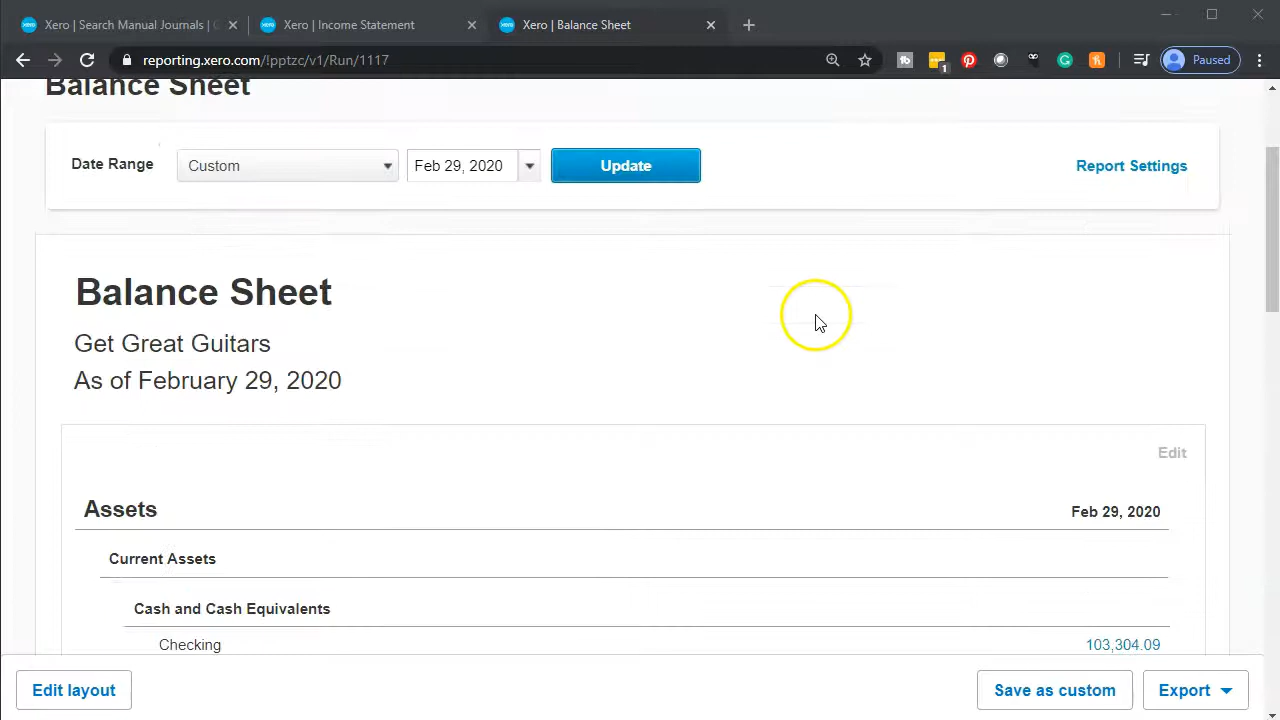 Xero | Search Manual Journals |
Xero | Income Statement
Xero | Balance Sheet
reporting.xero.com/!pptzc/v1/Run/1117
1
Paused
Balance Sheet
Date Range
Custom
Feb 29, 2020
Update
Report Settings
Balance Sheet
Get Great Guitars
As of February 29, 2020
Edit
Assets
Feb 29, 2020
Current Assets
Cash and Cash Equivalents
Checking
103,304.09
Edit layout
Save as custom
Export